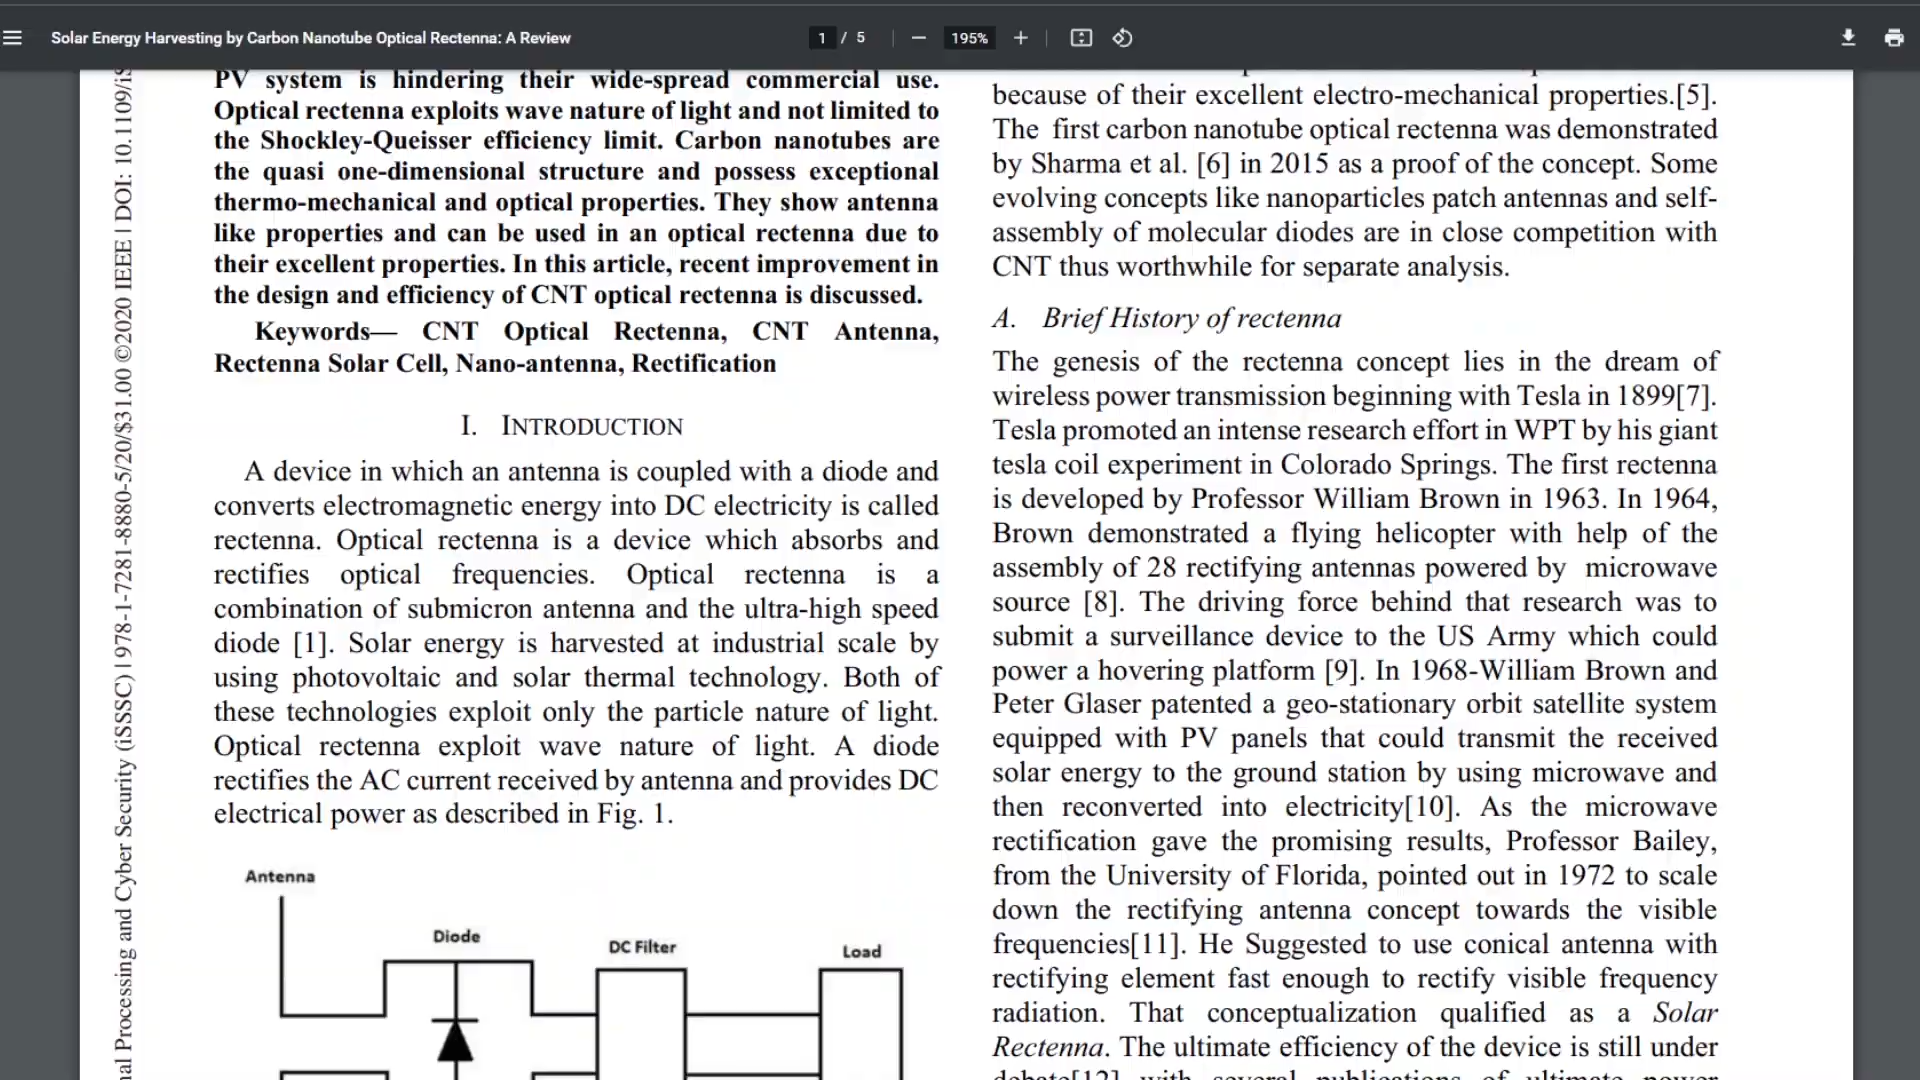 Solar Energy Harvesting by Carbon Nanotube Optical Rectenna: A Review
1 / 5
195%
PV system is hindering their wide-spread commercial use.
Optical rectenna exploits wave nature of light and not limited to
the Shockley-Queisser efficiency limit. Carbon nanotubes are
the quasi one-dimensional structure and possess exceptional
thermo-mechanical and optical properties. They show antenna
like properties and can be used in an optical rectenna due to
their excellent properties. In this article, recent improvement in
the design and efficiency of CNT optical rectenna is discussed.
Keywords— CNT Optical Rectenna, CNT Antenna,
Rectenna Solar Cell, Nano-antenna, Rectification
I. INTRODUCTION
A device in which an antenna is coupled with a diode and
converts electromagnetic energy into DC electricity is called
rectenna. Optical rectenna is a device which absorbs and
rectifies optical frequencies. Optical rectenna is a
combination of submicron antenna and the ultra-high speed
diode [1]. Solar energy is harvested at industrial scale by
using photovoltaic and solar thermal technology. Both of
these technologies exploit only the particle nature of light.
Optical rectenna exploit wave nature of light. A diode
rectifies the AC current received by antenna and provides DC
electrical power as described in Fig. 1.
Antenna
Diode
DC Filter
Load
because of their excellent electro-mechanical properties.[5].
The first carbon nanotube optical rectenna was demonstrated
by Sharma et al. [6] in 2015 as a proof of the concept. Some
evolving concepts like nanoparticles patch antennas and self-
assembly of molecular diodes are in close competition with
CNT thus worthwhile for separate analysis.
A. Brief History of rectenna
The genesis of the rectenna concept lies in the dream of
wireless power transmission beginning with Tesla in 1899[7].
Tesla promoted an intense research effort in WPT by his giant
tesla coil experiment in Colorado Springs. The first rectenna
is developed by Professor William Brown in 1963. In 1964,
Brown demonstrated a flying helicopter with help of the
assembly of 28 rectifying antennas powered by microwave
source [8]. The driving force behind that research was to
submit a surveillance device to the US Army which could
power a hovering platform [9]. In 1968-William Brown and
Peter Glaser patented a geo-stationary orbit satellite system
equipped with PV panels that could transmit the received
solar energy to the ground station by using microwave and
then reconverted into electricity[10]. As the microwave
rectification gave the promising results, Professor Bailey,
from the University of Florida, pointed out in 1972 to scale
down the rectifying antenna concept towards the visible
frequencies[11]. He Suggested to use conical antenna with
rectifying element fast enough to rectify visible frequency
radiation. That conceptualization qualified as a Solar
Rectenna. The ultimate efficiency of the device is still under
debate[12] with several publications of ultimate power
nal Processing and Cyber Security (iSSSC) | 978-1-7281-8880-5/20/$31.00 ©2020 IEEE | DOI: 10.1109/iS